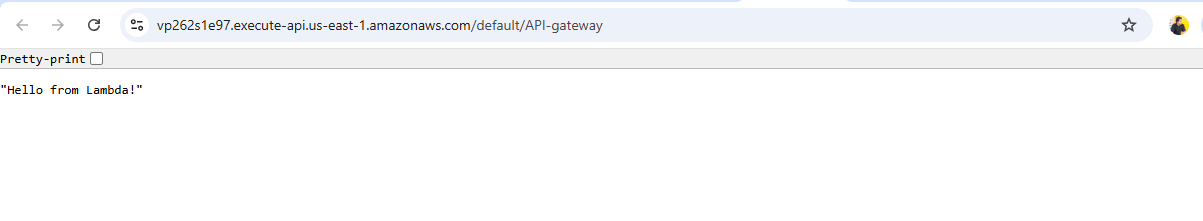 vp262s1e97.execute-api.us-east-1.amazonaws.com/default/API-gateway
Pretty-print
"Hello from Lambda!"